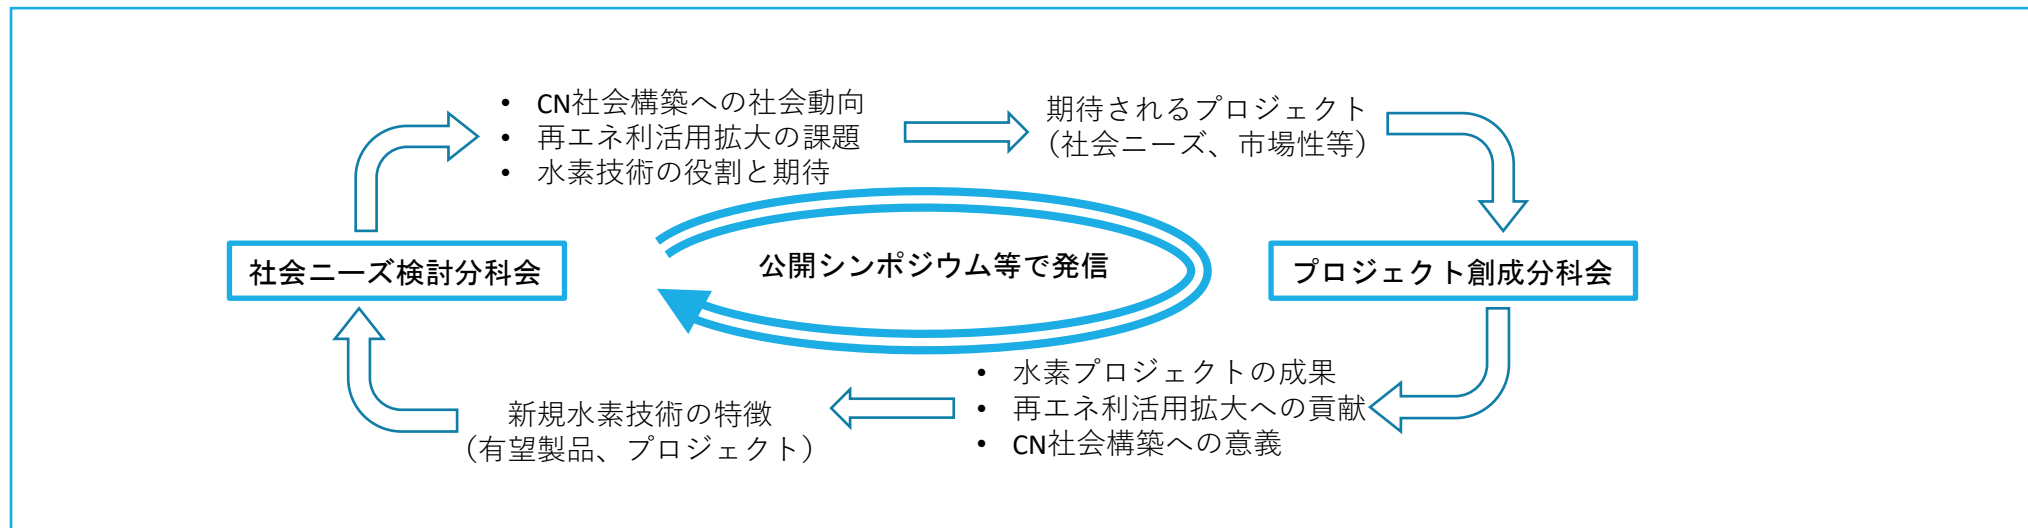 • CN社会構築への社会動向
• 再エネ利活用拡大の課題
• 水素技術の役割と期待
期待されるプロジェクト
（社会ニーズ、市場性等）
社会ニーズ検討分科会
公開シンポジウム等で発信
プロジェクト創成分科会
• 水素プロジェクトの成果
• 再エネ利活用拡大への貢献
• CN社会構築への意義
新規水素技術の特徴
（有望製品、プロジェクト）